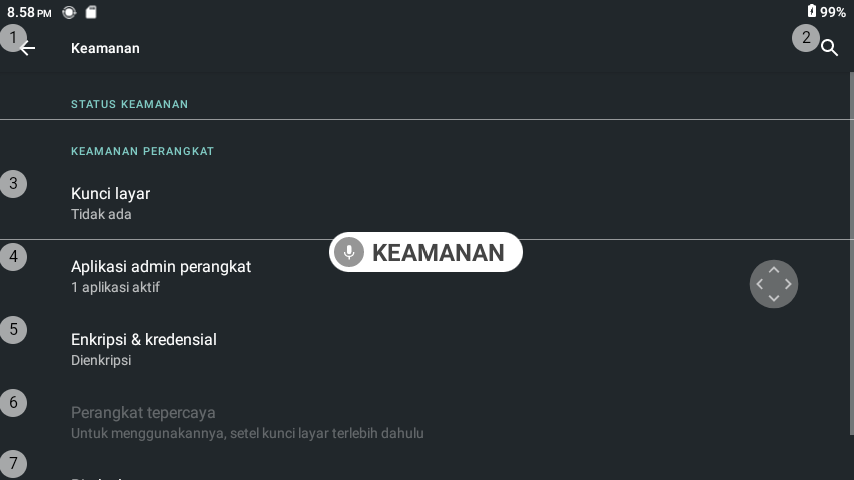 8.58 PM
99%
1
Keamanan
2
STATUS KEAMANAN
KEAMANAN PERANGKAT
3
Kunci layar
Tidak ada
KEAMANAN
4
Aplikasi admin perangkat
1 aplikasi aktif
5
Enkripsi & kredensial
Dienkripsi
6
Perangkat tepercaya
Untuk menggunakannya, setel kunci layar terlebih dahulu
7